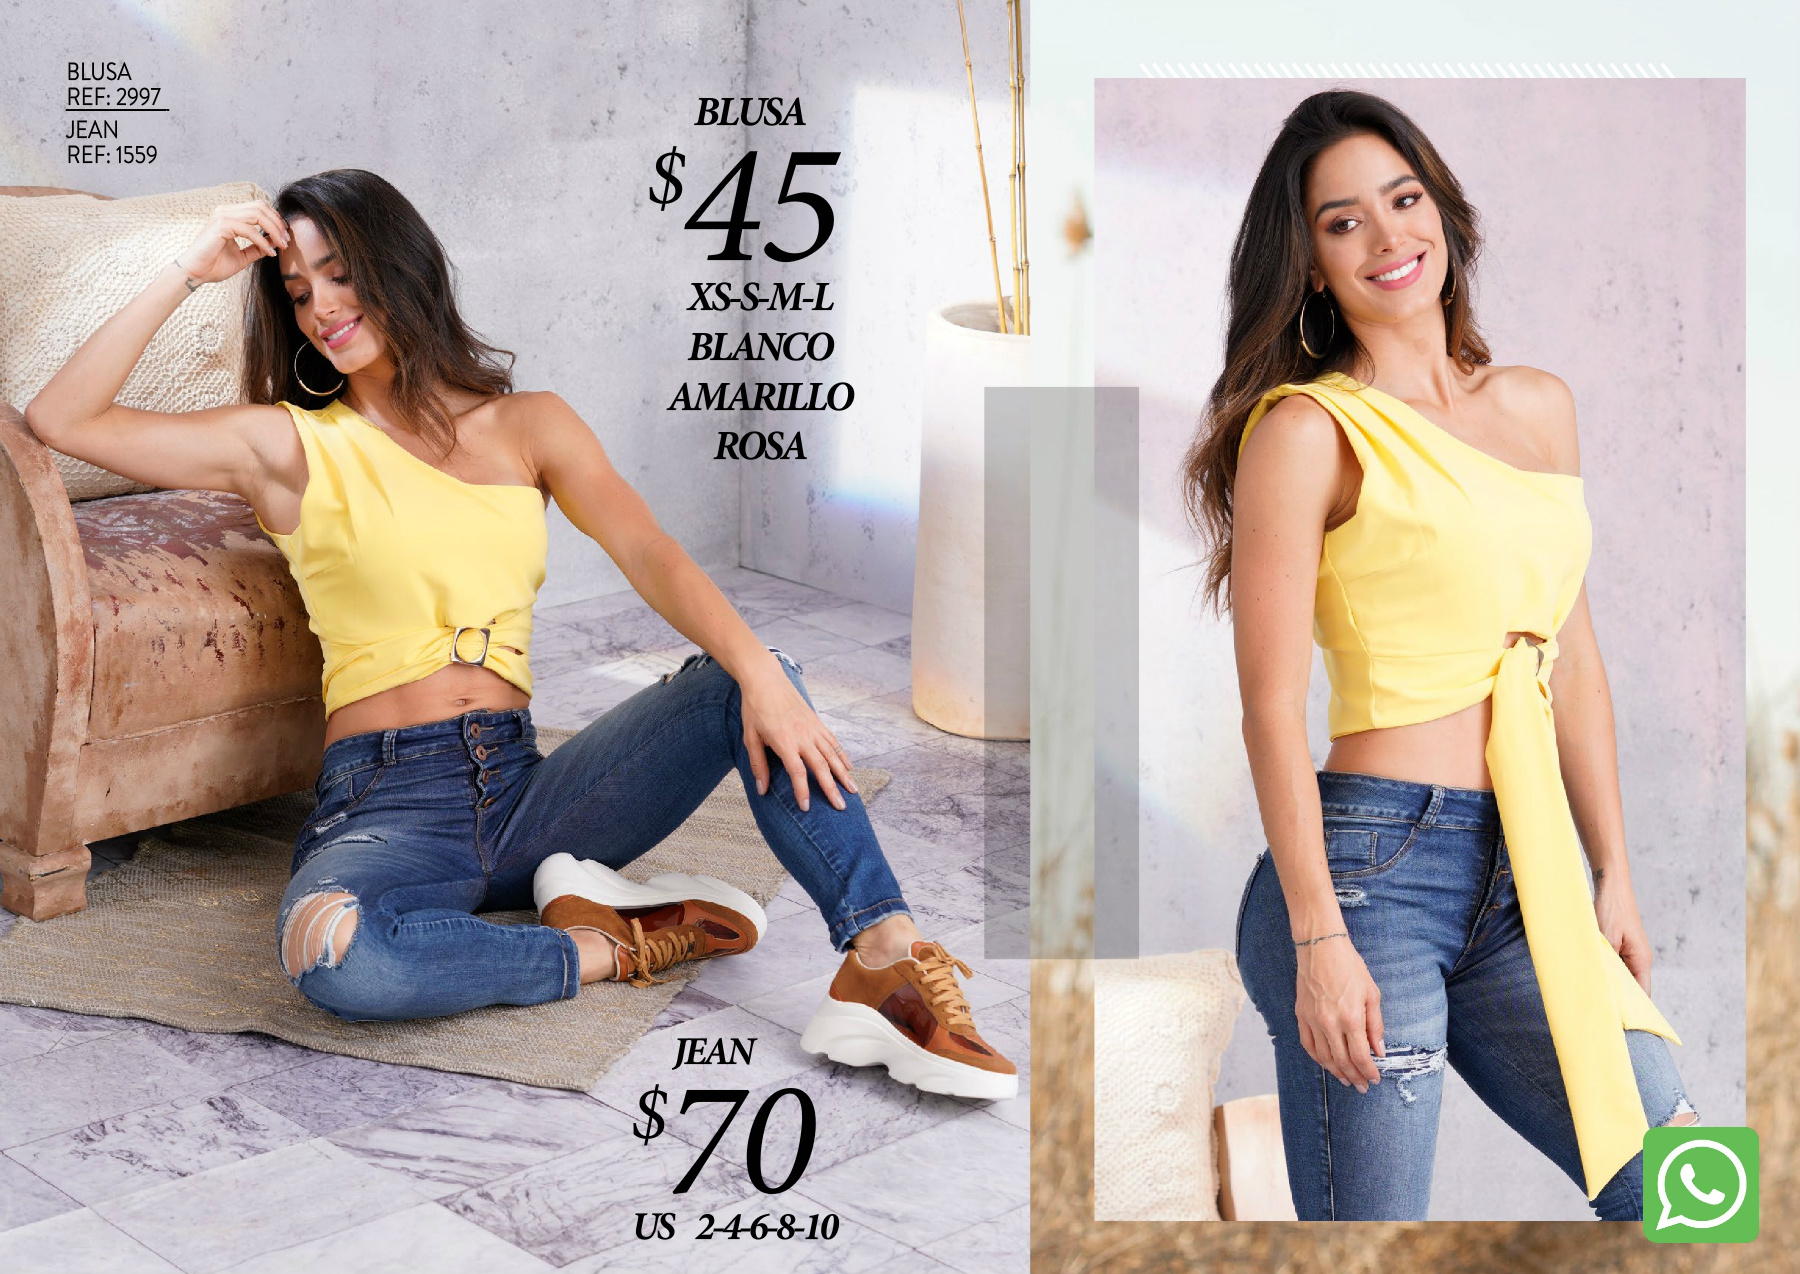 BLUSA
REF: 2997
JEAN
REF: 1559
BLUSA
$45
XS-S-M-L
BLANCO
AMARILLO
ROSA
JEAN
$70
US 2-4-6-8-10